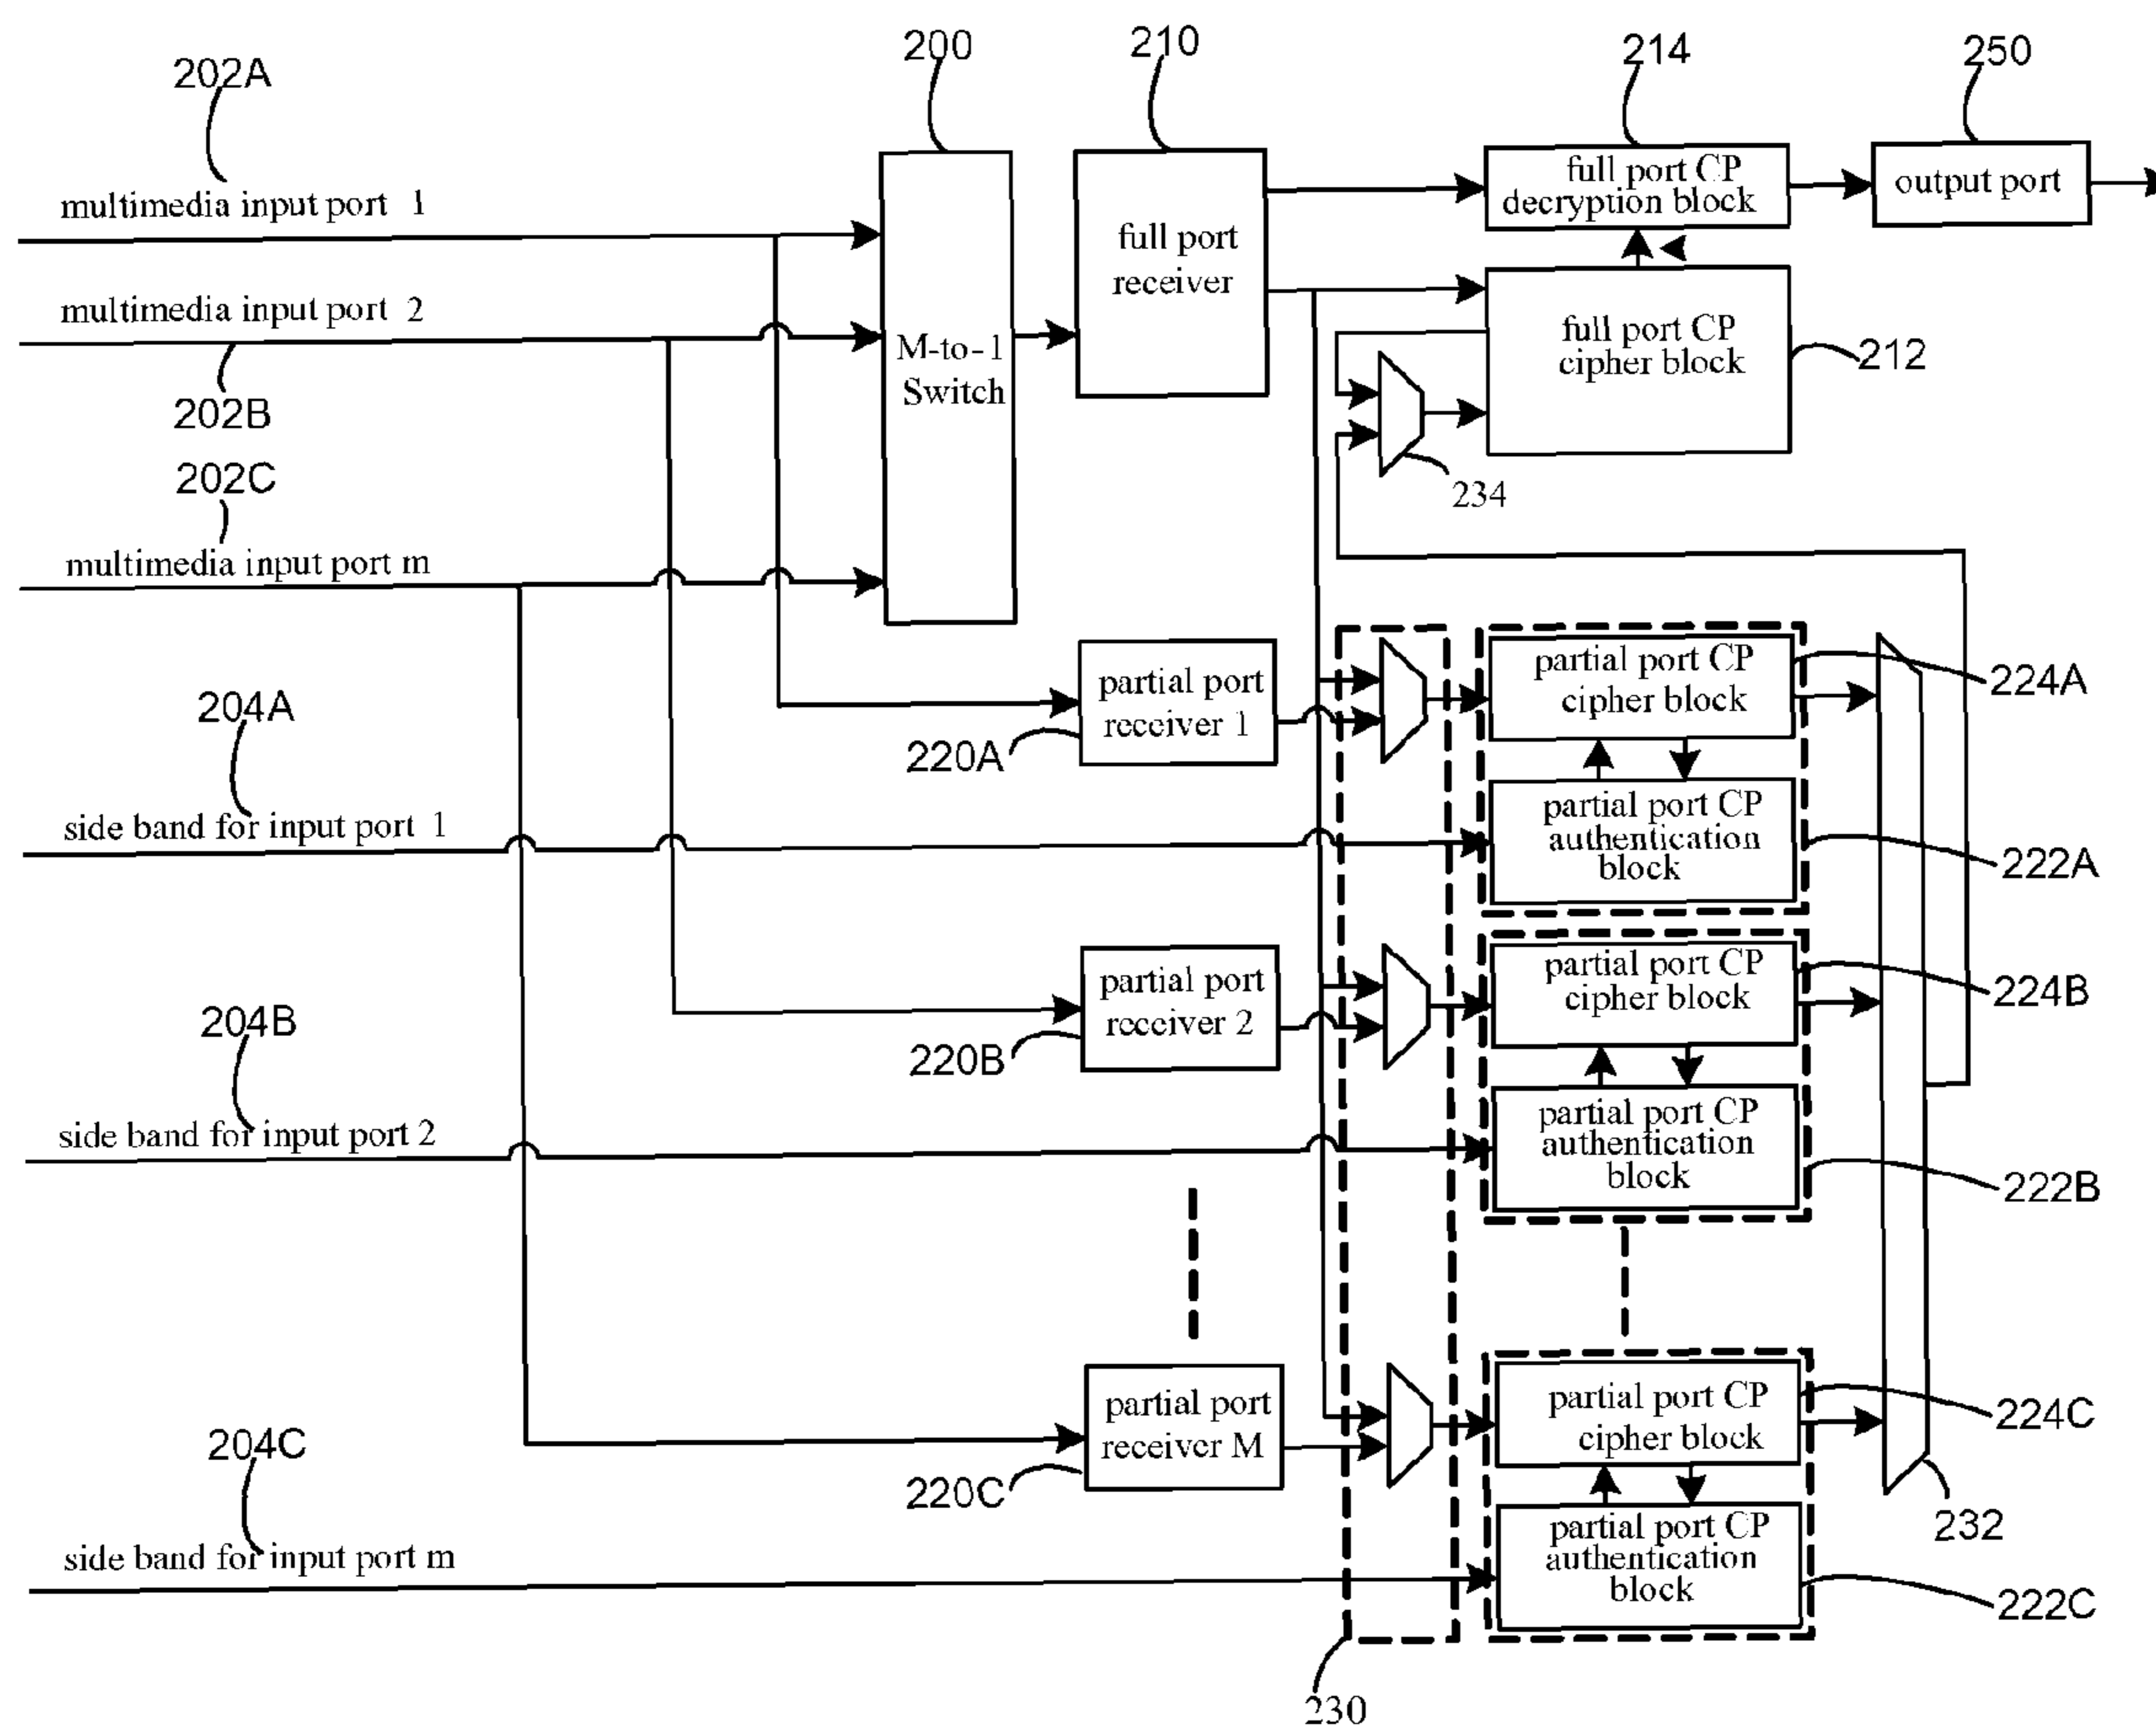 200
210
214
250
202A
multimedia input port 1
full port CP
decryption block
output port
full port
receiver
multimedia input port 2
M-to-1
Switch
full port CP
cipher block
212
202B
202C
234
multimedia input port m
partial port
receiver 1
220A
partial port CP
cipher block
224A
204A
side band for input port 1
partial port CP
authentication
block
222A
partial port
receiver 2
220B
partial port CP
cipher block
224B
204B
side band for input port 2
partial port CP
authentication
block
222B
partial port
receiver M
220C
partial port CP
cipher block
224C
204C
side band for input port m
partial port CP
authentication
block
222C
232
230